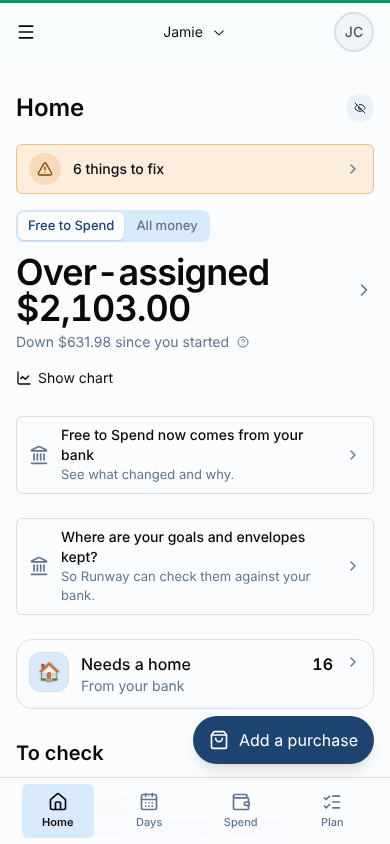 Jamie
JC
Home
6 things to fix
Free to Spend
All money
Over-assigned
$2,103.00
Down $631.98 since you started
Show chart
Free to Spend now comes from your
bank
See what changed and why.
Where are your goals and envelopes
kept?
So Runway can check them against your
bank.
Needs a home
16
From your bank
Add a purchase
To check
Home
Days
Spend
Plan